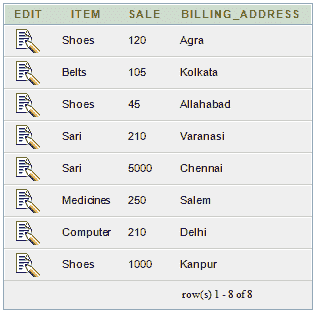 EDIT ITEM SALE BILLING_ADDRESS
Shoes 120 Agra
Belts 105 Kolkata
Shoes 45 Allahabad
Sari 210 Varanasi
Sari 5000 Chennai
Medicines 250 Salem
Computer 210 Delhi
Shoes 1000 Kanpur
row(s) 1 - 8 of 8